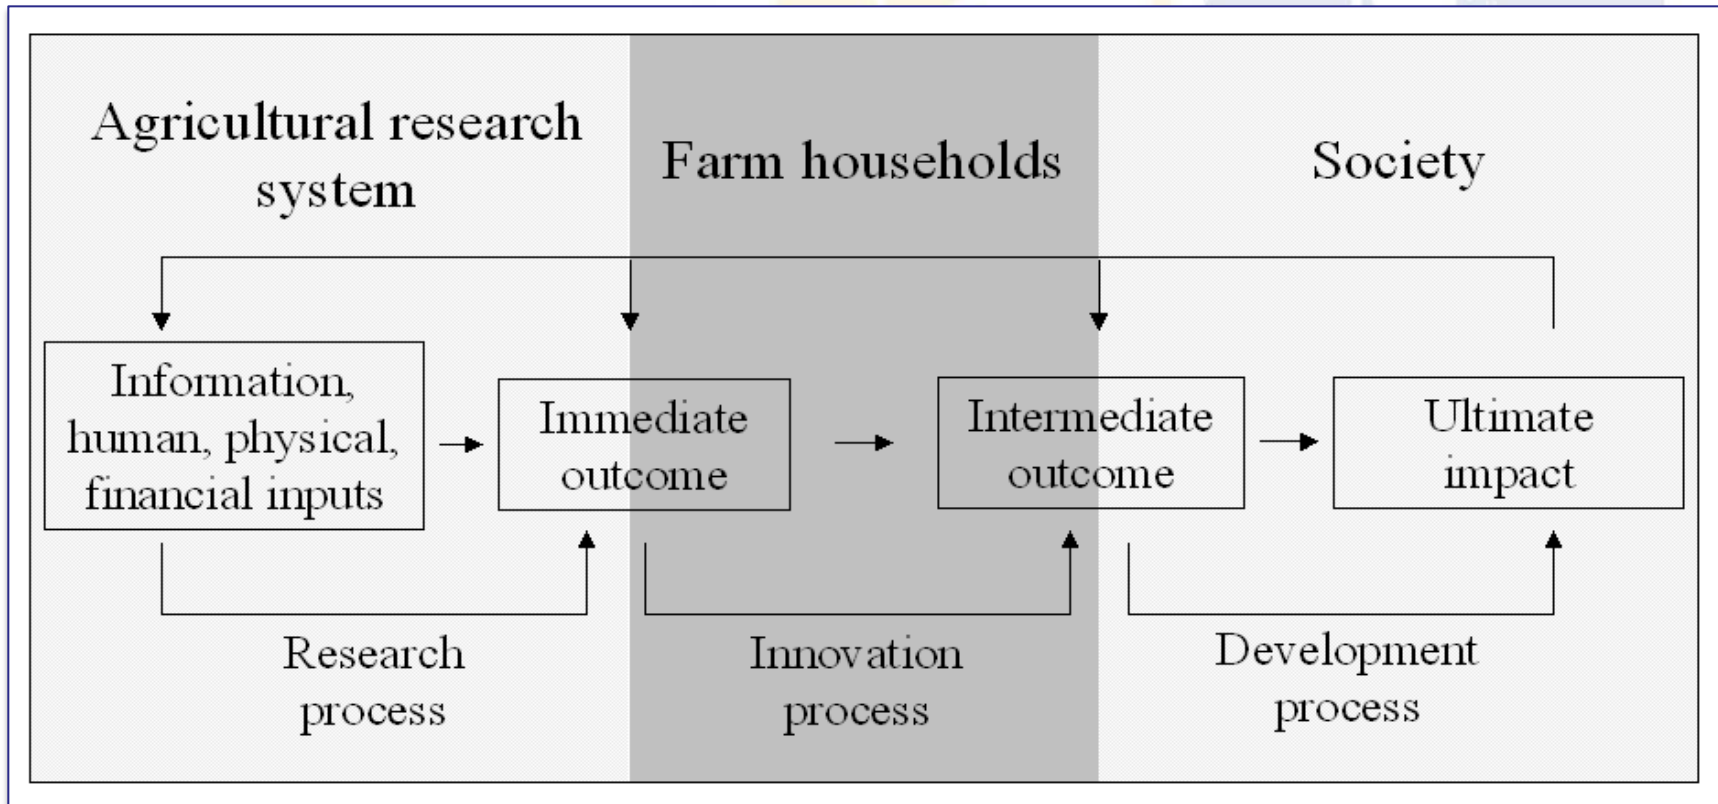 Agricultural research
system
Farm households
Society
Information,
human, physical,
financial inputs
Immediate
outcome
Intermediate
outcome
Ultimate
impact
Research
process
Innovation
process
Development
process